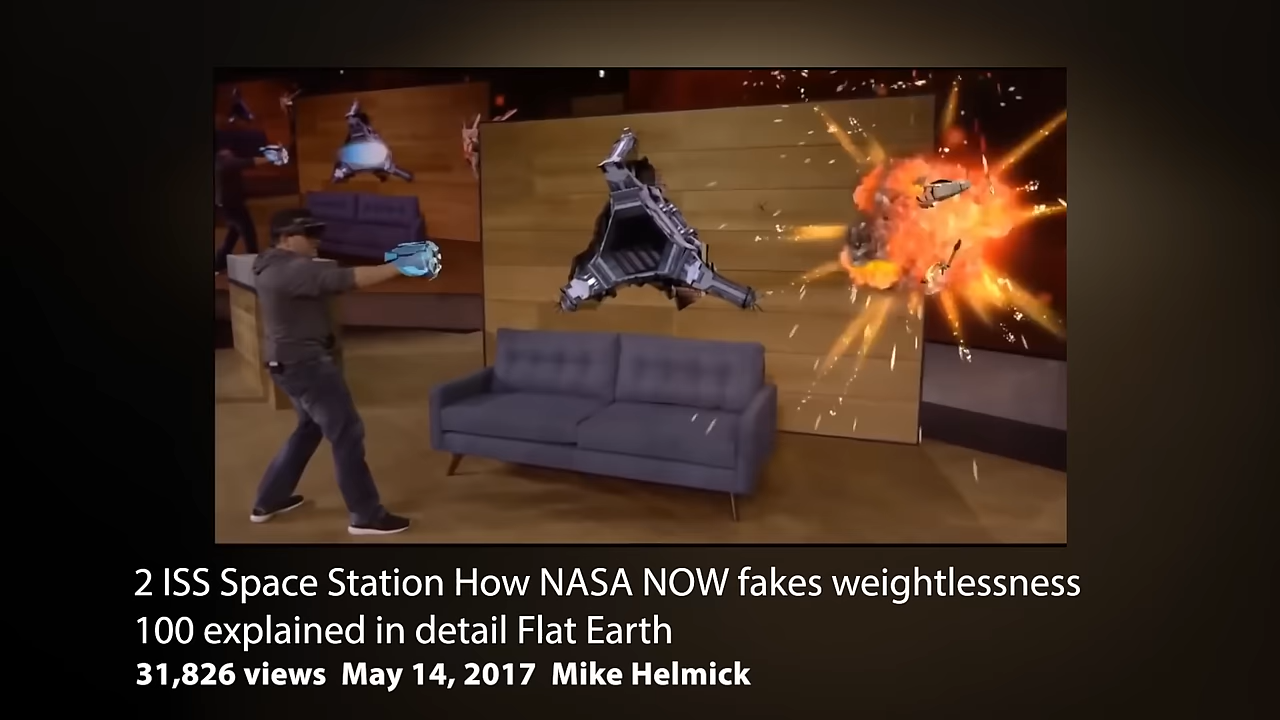 2 ISS Space Station How NASA NOW fakes weightlessness
100 explained in detail Flat Earth
31,826 views  May 14, 2017  Mike Helmick